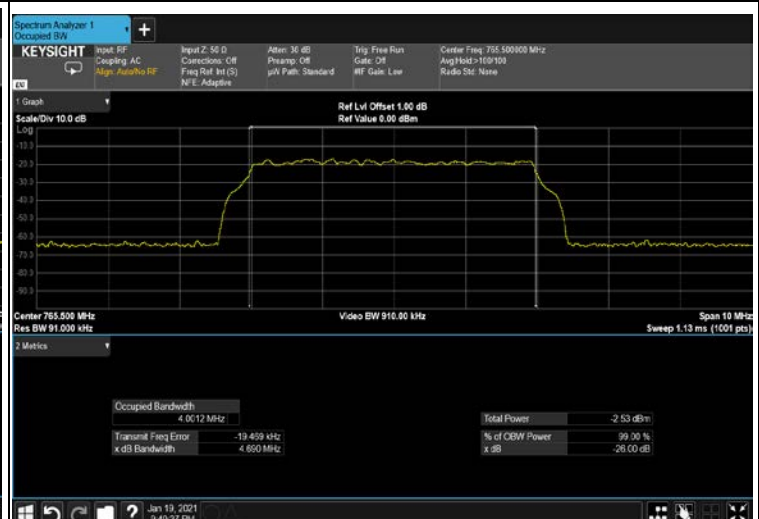 Spectrum Analyzer 1
Occupied BW
+
KEYSIGHT
Input: RF
Coupling: AC
Align: Auto/No RF
Input Z: 50 Ω
Corrections: Off
Freq Ref: Int (S)
NFE: Adaptive
Atten: 30 dB
Preamp: Off
µW Path: Standard
Trig: Free Run
Gate: Off
#IF Gain: Low
Center Freq: 765.500000 MHz
Avg|Hold:>100/100
Radio Std: None
1 Graph
Scale/Div 10.0 dB
Ref Lvl Offset 1.00 dB
Ref Value 0.00 dBm
Log
-10.0
-20.0
-30.0
-40.0
-50.0
-60.0
-70.0
-80.0
-90.0
Center 765.500 MHz
Res BW 91.000 kHz
Video BW 910.00 kHz
Span 10 MHz
Sweep 1.13 ms (1001 pts)
2 Metrics
Occupied Bandwidth
4.0012 MHz
Transmit Freq Error -19.459 kHz
x dB Bandwidth 4.690 MHz
Total Power -2.53 dBm
% of OBW Power 99.00 %
x dB -26.00 dB
?
Jan 19, 2021